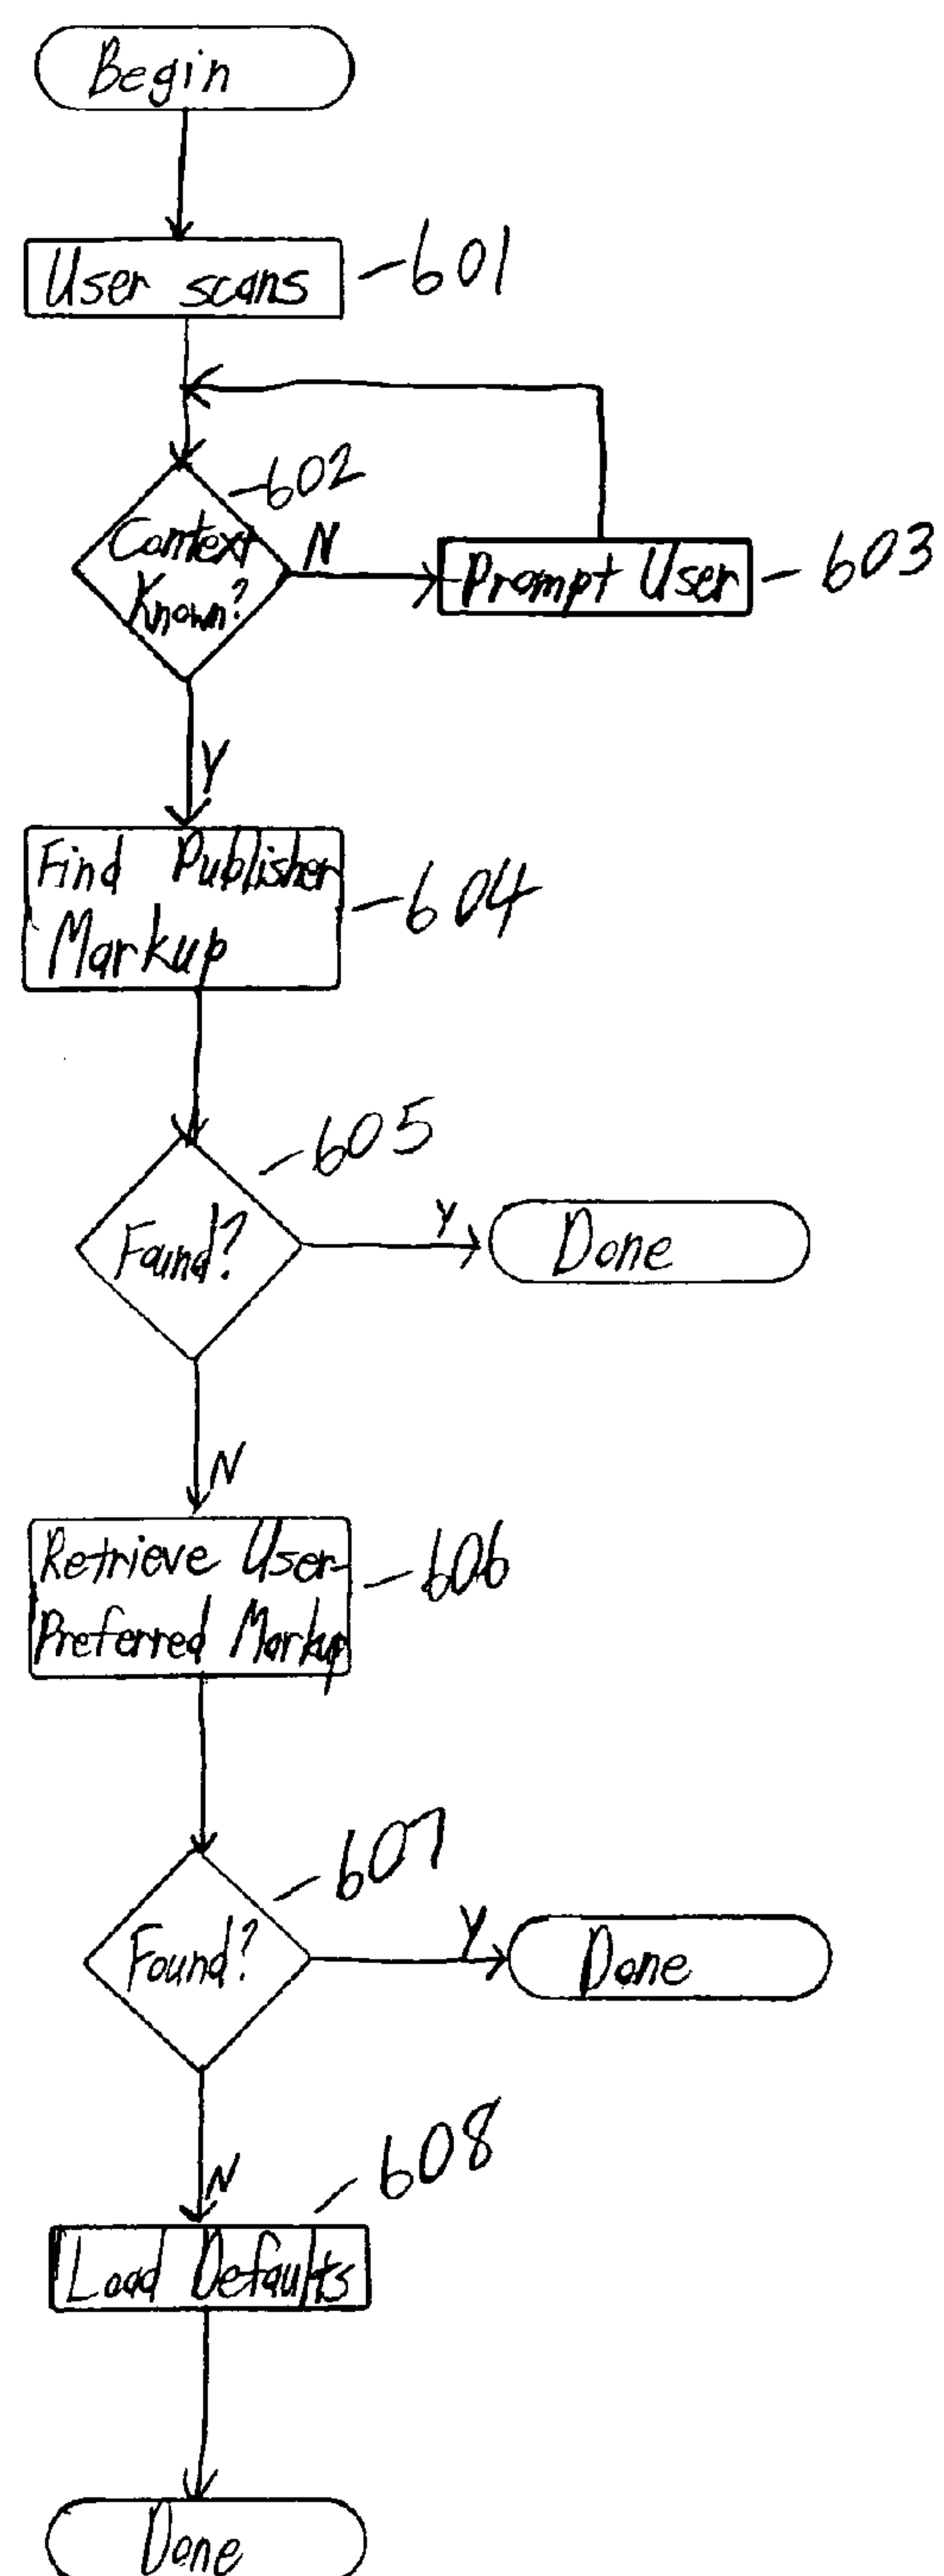 Begin
User scans
601
602
Context
Known?
N
Prompt User
603
Y
Find Publisher
Markup
604
605
Found?
Y
Done
N
Retrieve User-
Preferred Markup
606
607
Found?
Y
Done
N
608
Load Defaults
Done